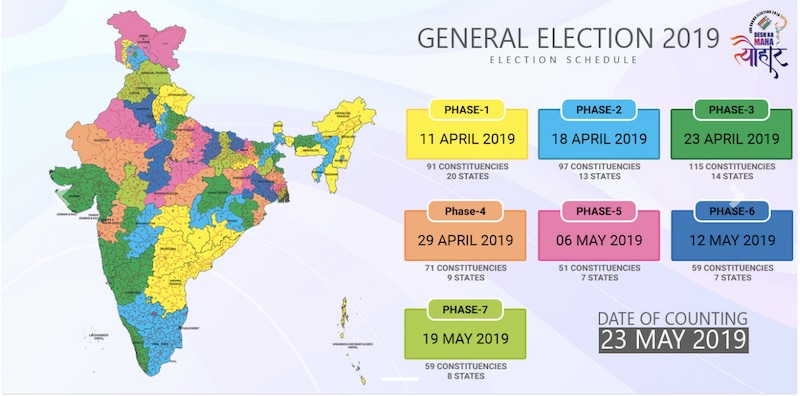 GENERAL ELECTION 2019
ELECTION SCHEDULE
DESH KA
MAHA
त्योहार
PHASE-1
11 APRIL 2019
91 CONSTITUENCIES
20 STATES
PHASE-2
18 APRIL 2019
97 CONSTITUENCIES
13 STATES
PHASE-3
23 APRIL 2019
115 CONSTITUENCIES
14 STATES
Phase-4
29 APRIL 2019
71 CONSTITUENCIES
9 STATES
PHASE-5
06 MAY 2019
51 CONSTITUENCIES
7 STATES
PHASE-6
12 MAY 2019
59 CONSTITUENCIES
7 STATES
PHASE-7
19 MAY 2019
59 CONSTITUENCIES
8 STATES
DATE OF COUNTING
23 MAY 2019